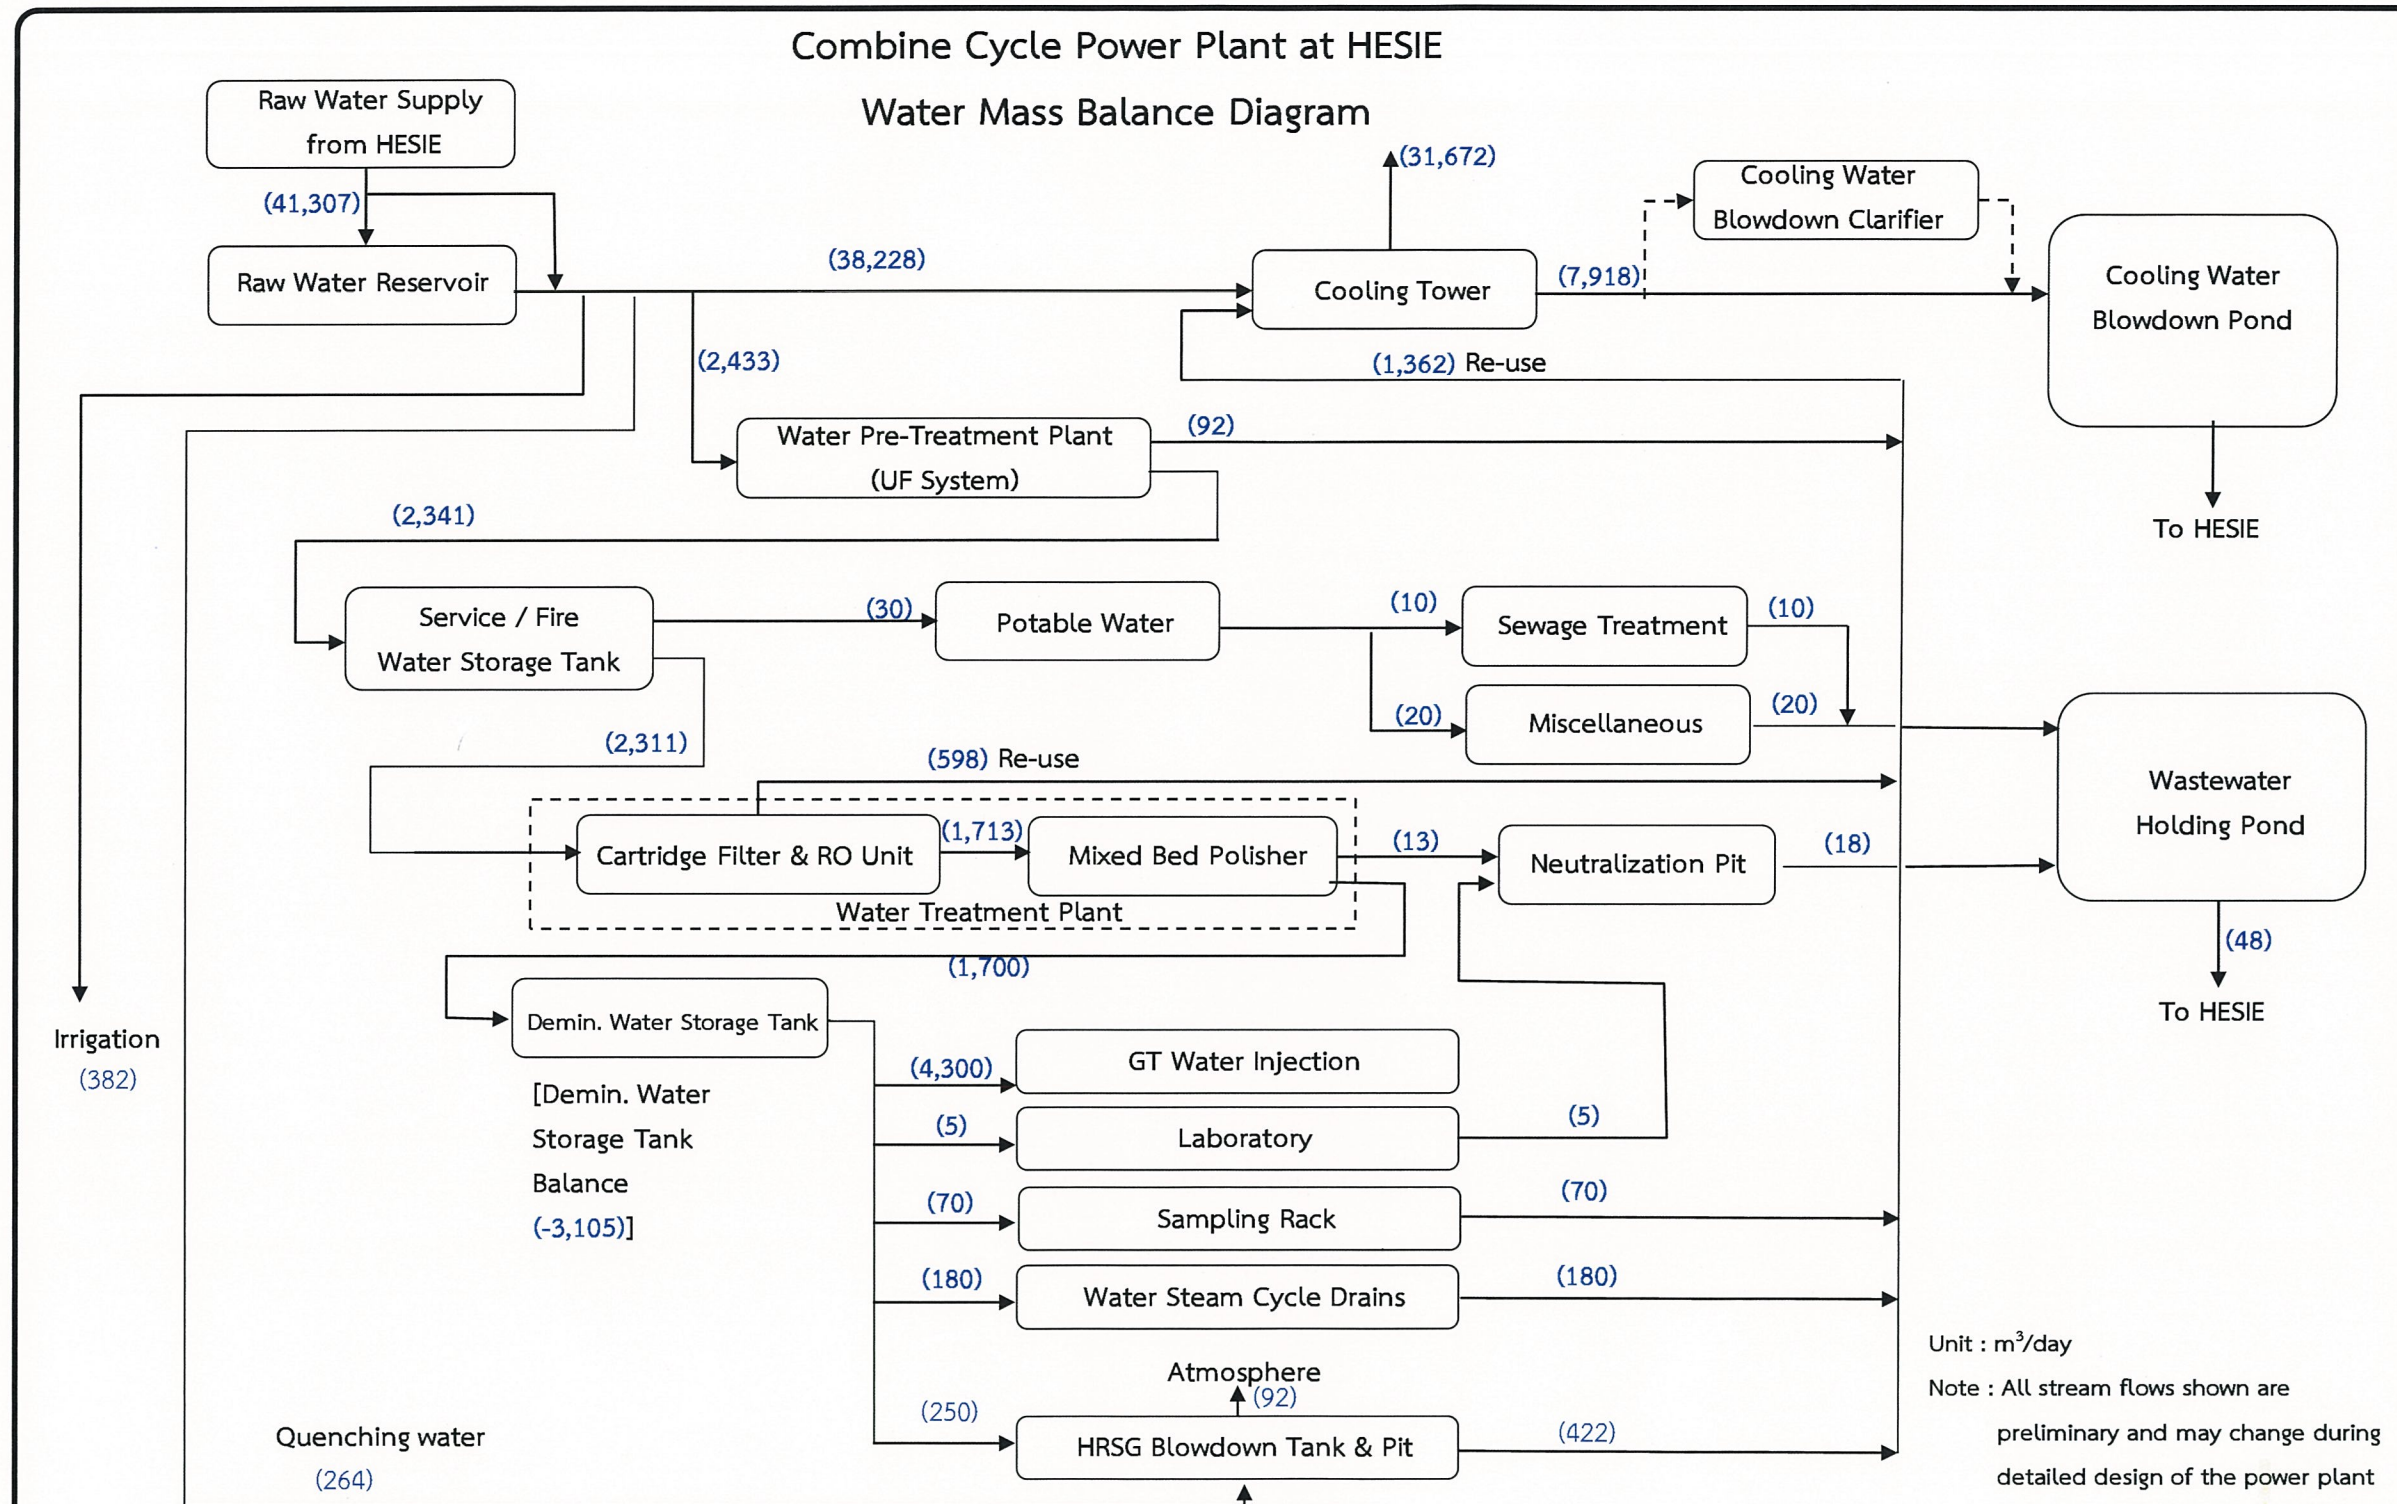 Combine Cycle Power Plant at HESIE
Water Mass Balance Diagram
Raw Water Supply
from HESIE
(41,307)
Raw Water Reservoir
(38,228)
(31,672)
Cooling Tower
(7,918)
Cooling Water
Blowdown Clarifier
Cooling Water
Blowdown Pond
To HESIE
(1,362) Re-use
(2,433)
Water Pre-Treatment Plant
(UF System)
(92)
(2,341)
Service / Fire
Water Storage Tank
(30)
Potable Water
(10)
Sewage Treatment
(10)
(20)
Miscellaneous
(20)
(2,311)
(598) Re-use
Cartridge Filter & RO Unit
(1,713)
Mixed Bed Polisher
(13)
Neutralization Pit
(18)
Wastewater
Holding Pond
(48)
To HESIE
Water Treatment Plant
(1,700)
Demin. Water Storage Tank
[Demin. Water
Storage Tank
Balance
(-3,105)]
Irrigation
(382)
(4,300)
GT Water Injection
(5)
Laboratory
(5)
(70)
Sampling Rack
(70)
(180)
Water Steam Cycle Drains
(180)
Atmosphere
(92)
(250)
HRSG Blowdown Tank & Pit
(422)
Quenching water
(264)
Unit : m³/day
Note : All stream flows shown are
preliminary and may change during
detailed design of the power plant